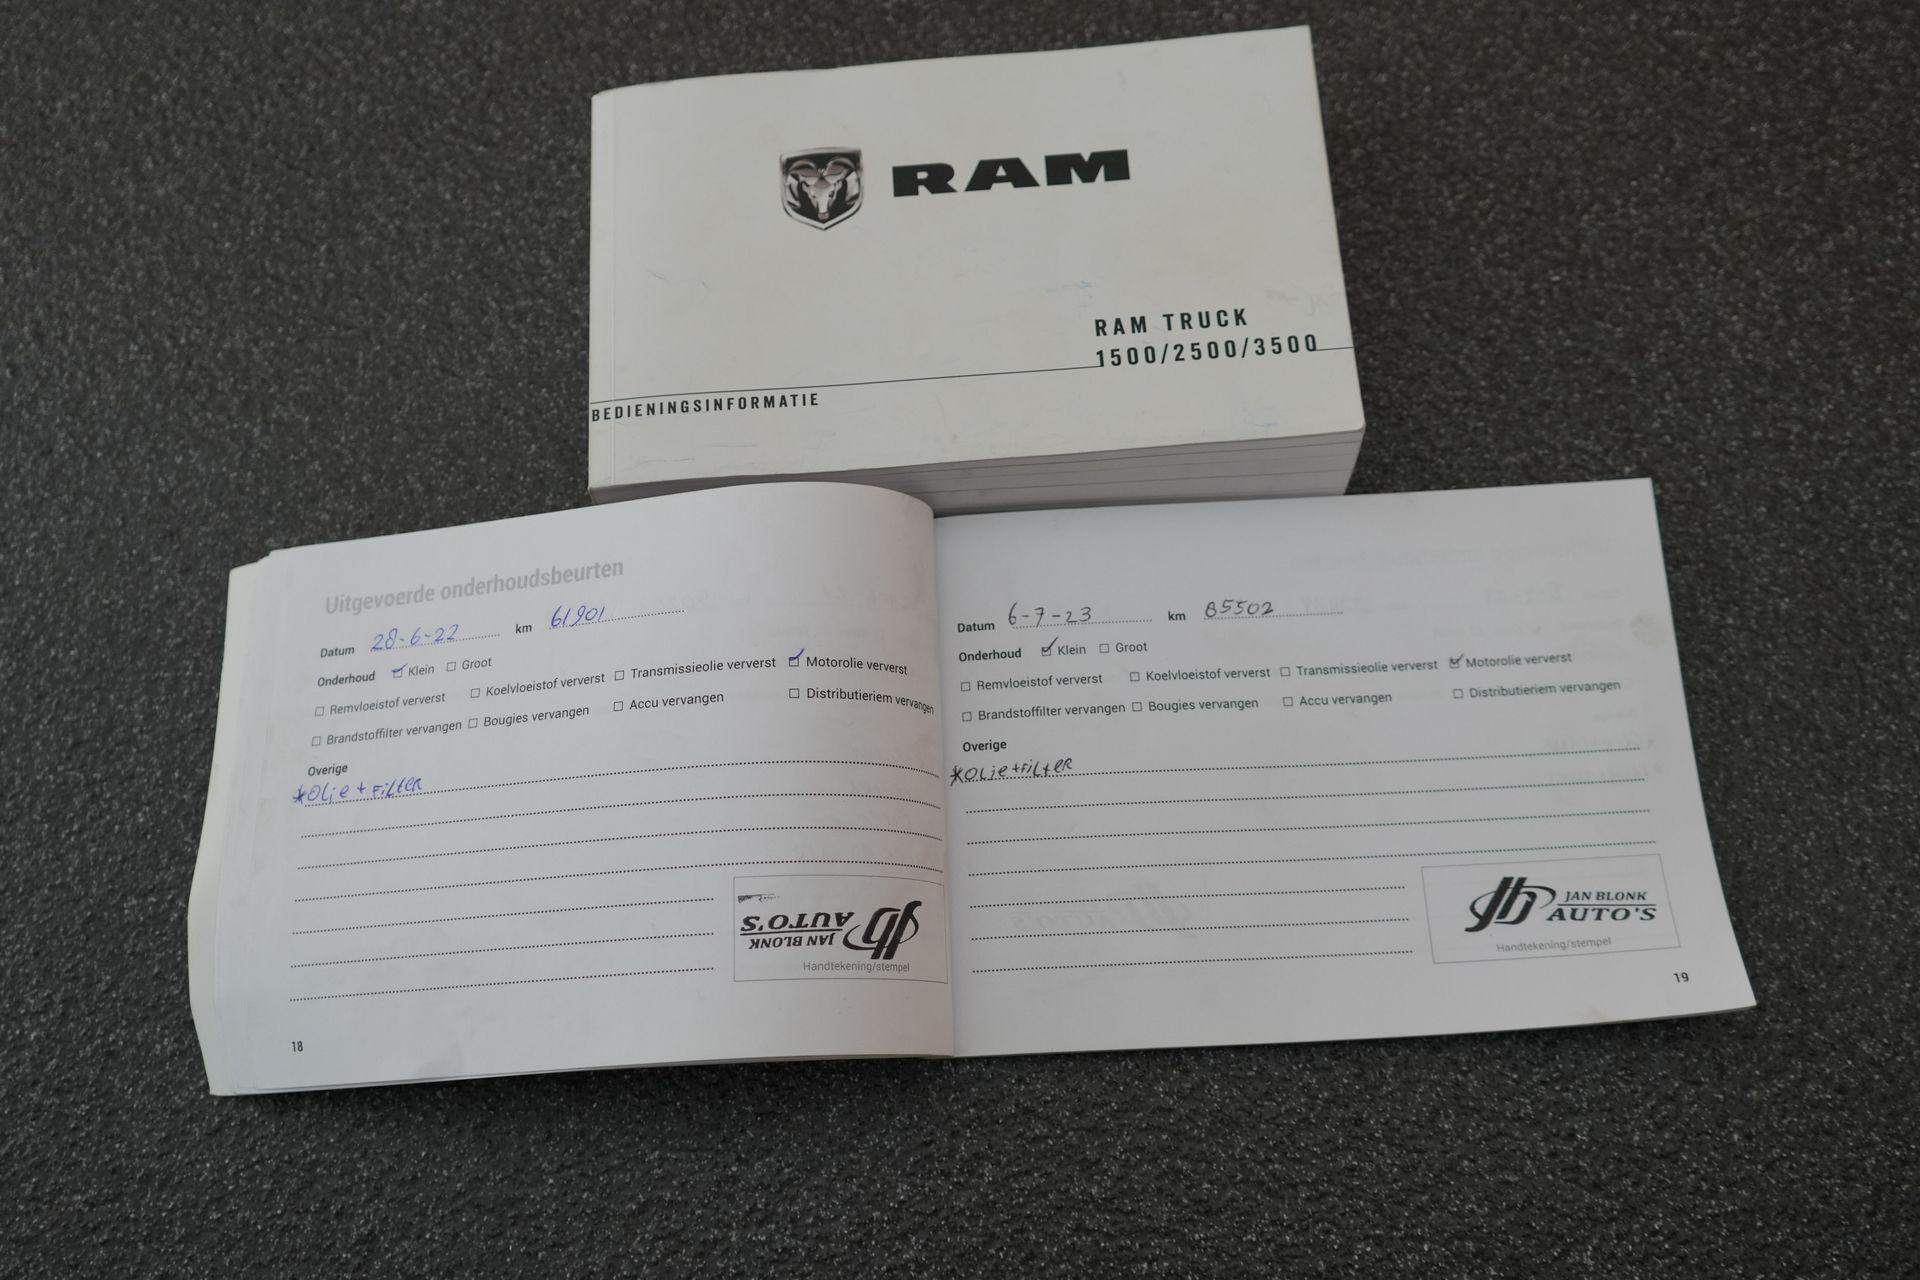 RAM
RAM TRUCK
1500/2500/3500
BEDIENINGSINFORMATIE
Uitgevoerde onderhoudsbeurten
Datum 28-6-22 km 61901
Onderhoud Klein Groot
Remvloeistof ververst Koelvloeistof ververst Transmissieolie ververst Motorolie ververst
Brandstoffilter vervangen Bougies vervangen Accu vervangen Distributieriem vervangen
Overige
*Olie + Filter
JAN BLONK
AUTO'S
Handtekening/stempel
18
Datum 6-7-23 km 85502
Onderhoud Klein Groot
Remvloeistof ververst Koelvloeistof ververst Transmissieolie ververst Motorolie ververst
Brandstoffilter vervangen Bougies vervangen Accu vervangen Distributieriem vervangen
Overige
*Olie+Filter
JAN BLONK
AUTO'S
Handtekening/stempel
19